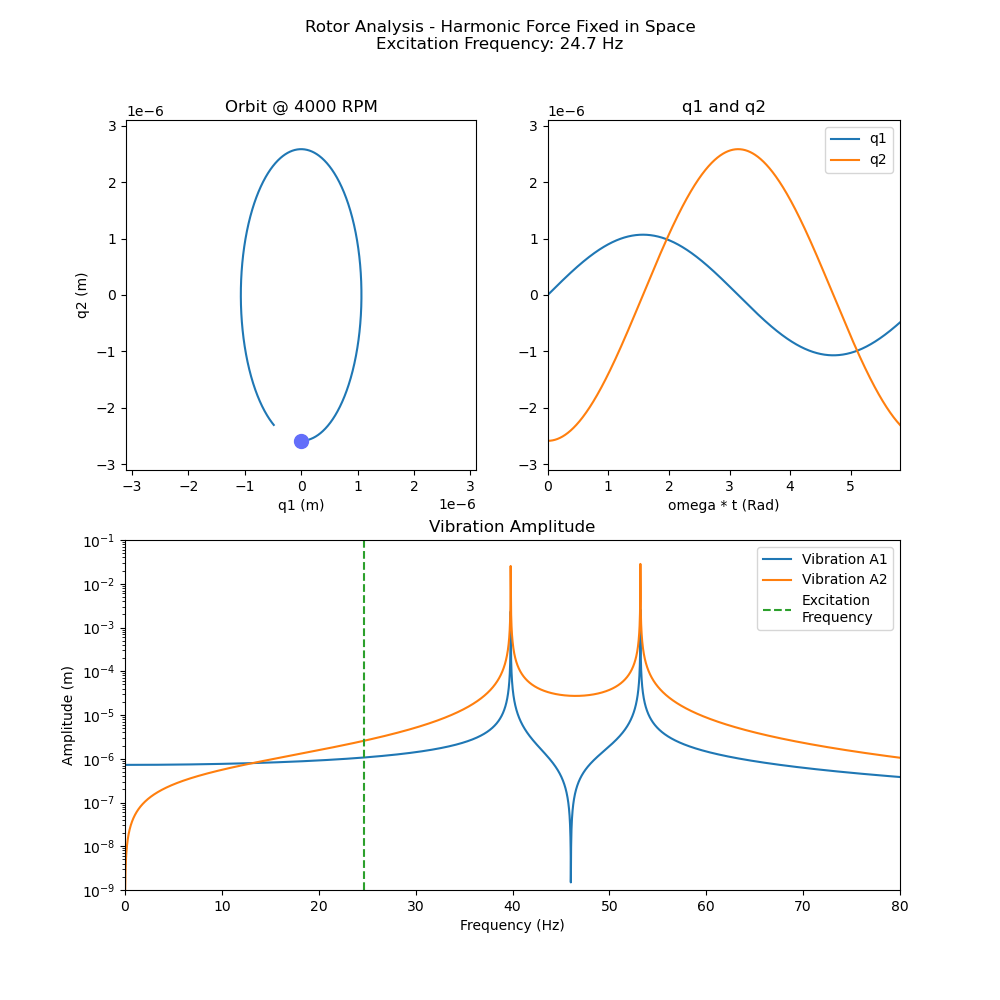 Rotor Analysis - Harmonic Force Fixed in Space
Excitation Frequency: 24.7 Hz
Orbit @ 4000 RPM
1e−6
3
2
1
0
−1
−2
−3
q2 (m)
−3 −2 −1 0 1 2 3
1e−6
q1 (m)
q1 and q2
1e−6
3
2
1
0
−1
−2
−3
q1
q2
0 1 2 3 4 5
omega * t (Rad)
Vibration Amplitude
10⁻¹
10⁻²
10⁻³
10⁻⁴
10⁻⁵
10⁻⁶
10⁻⁷
10⁻⁸
10⁻⁹
Amplitude (m)
Vibration A1
Vibration A2
Excitation
Frequency
0 10 20 30 40 50 60 70 80
Frequency (Hz)